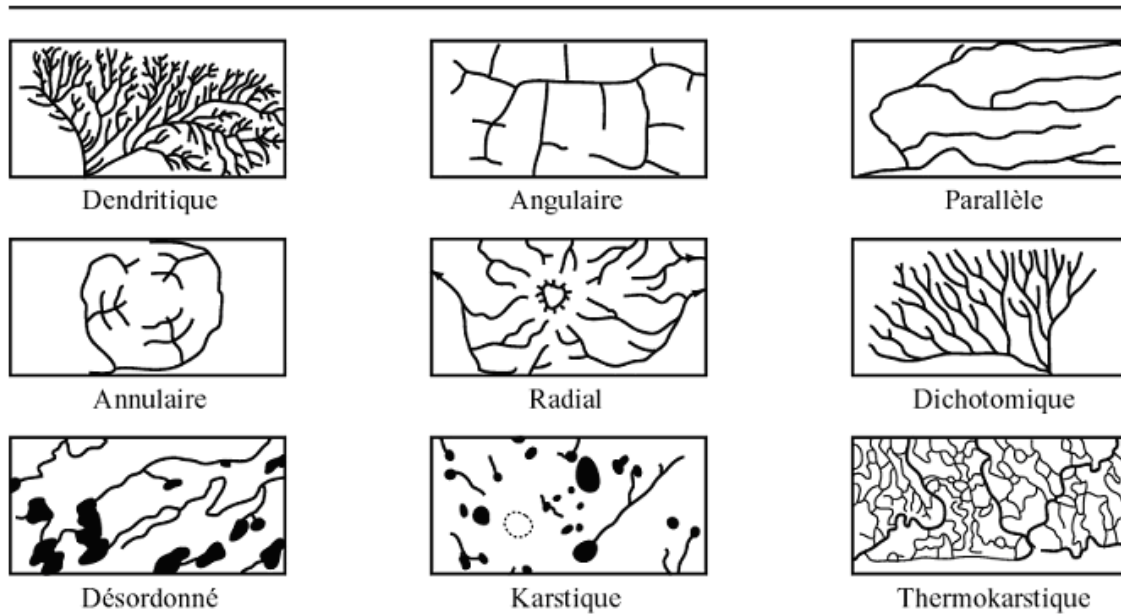 Dendritique
Angulaire
Parallèle
Annulaire
Radial
Dichotomique
Désordonné
Karstique
Thermokarstique